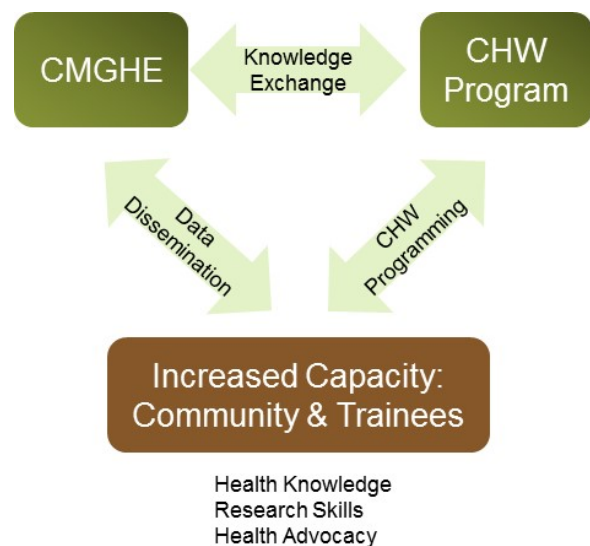 CMGHE
Knowledge
Exchange
CHW
Program
Data
Dissemination
CHW
Programming
Increased Capacity:
Community & Trainees
Health Knowledge
Research Skills
Health Advocacy